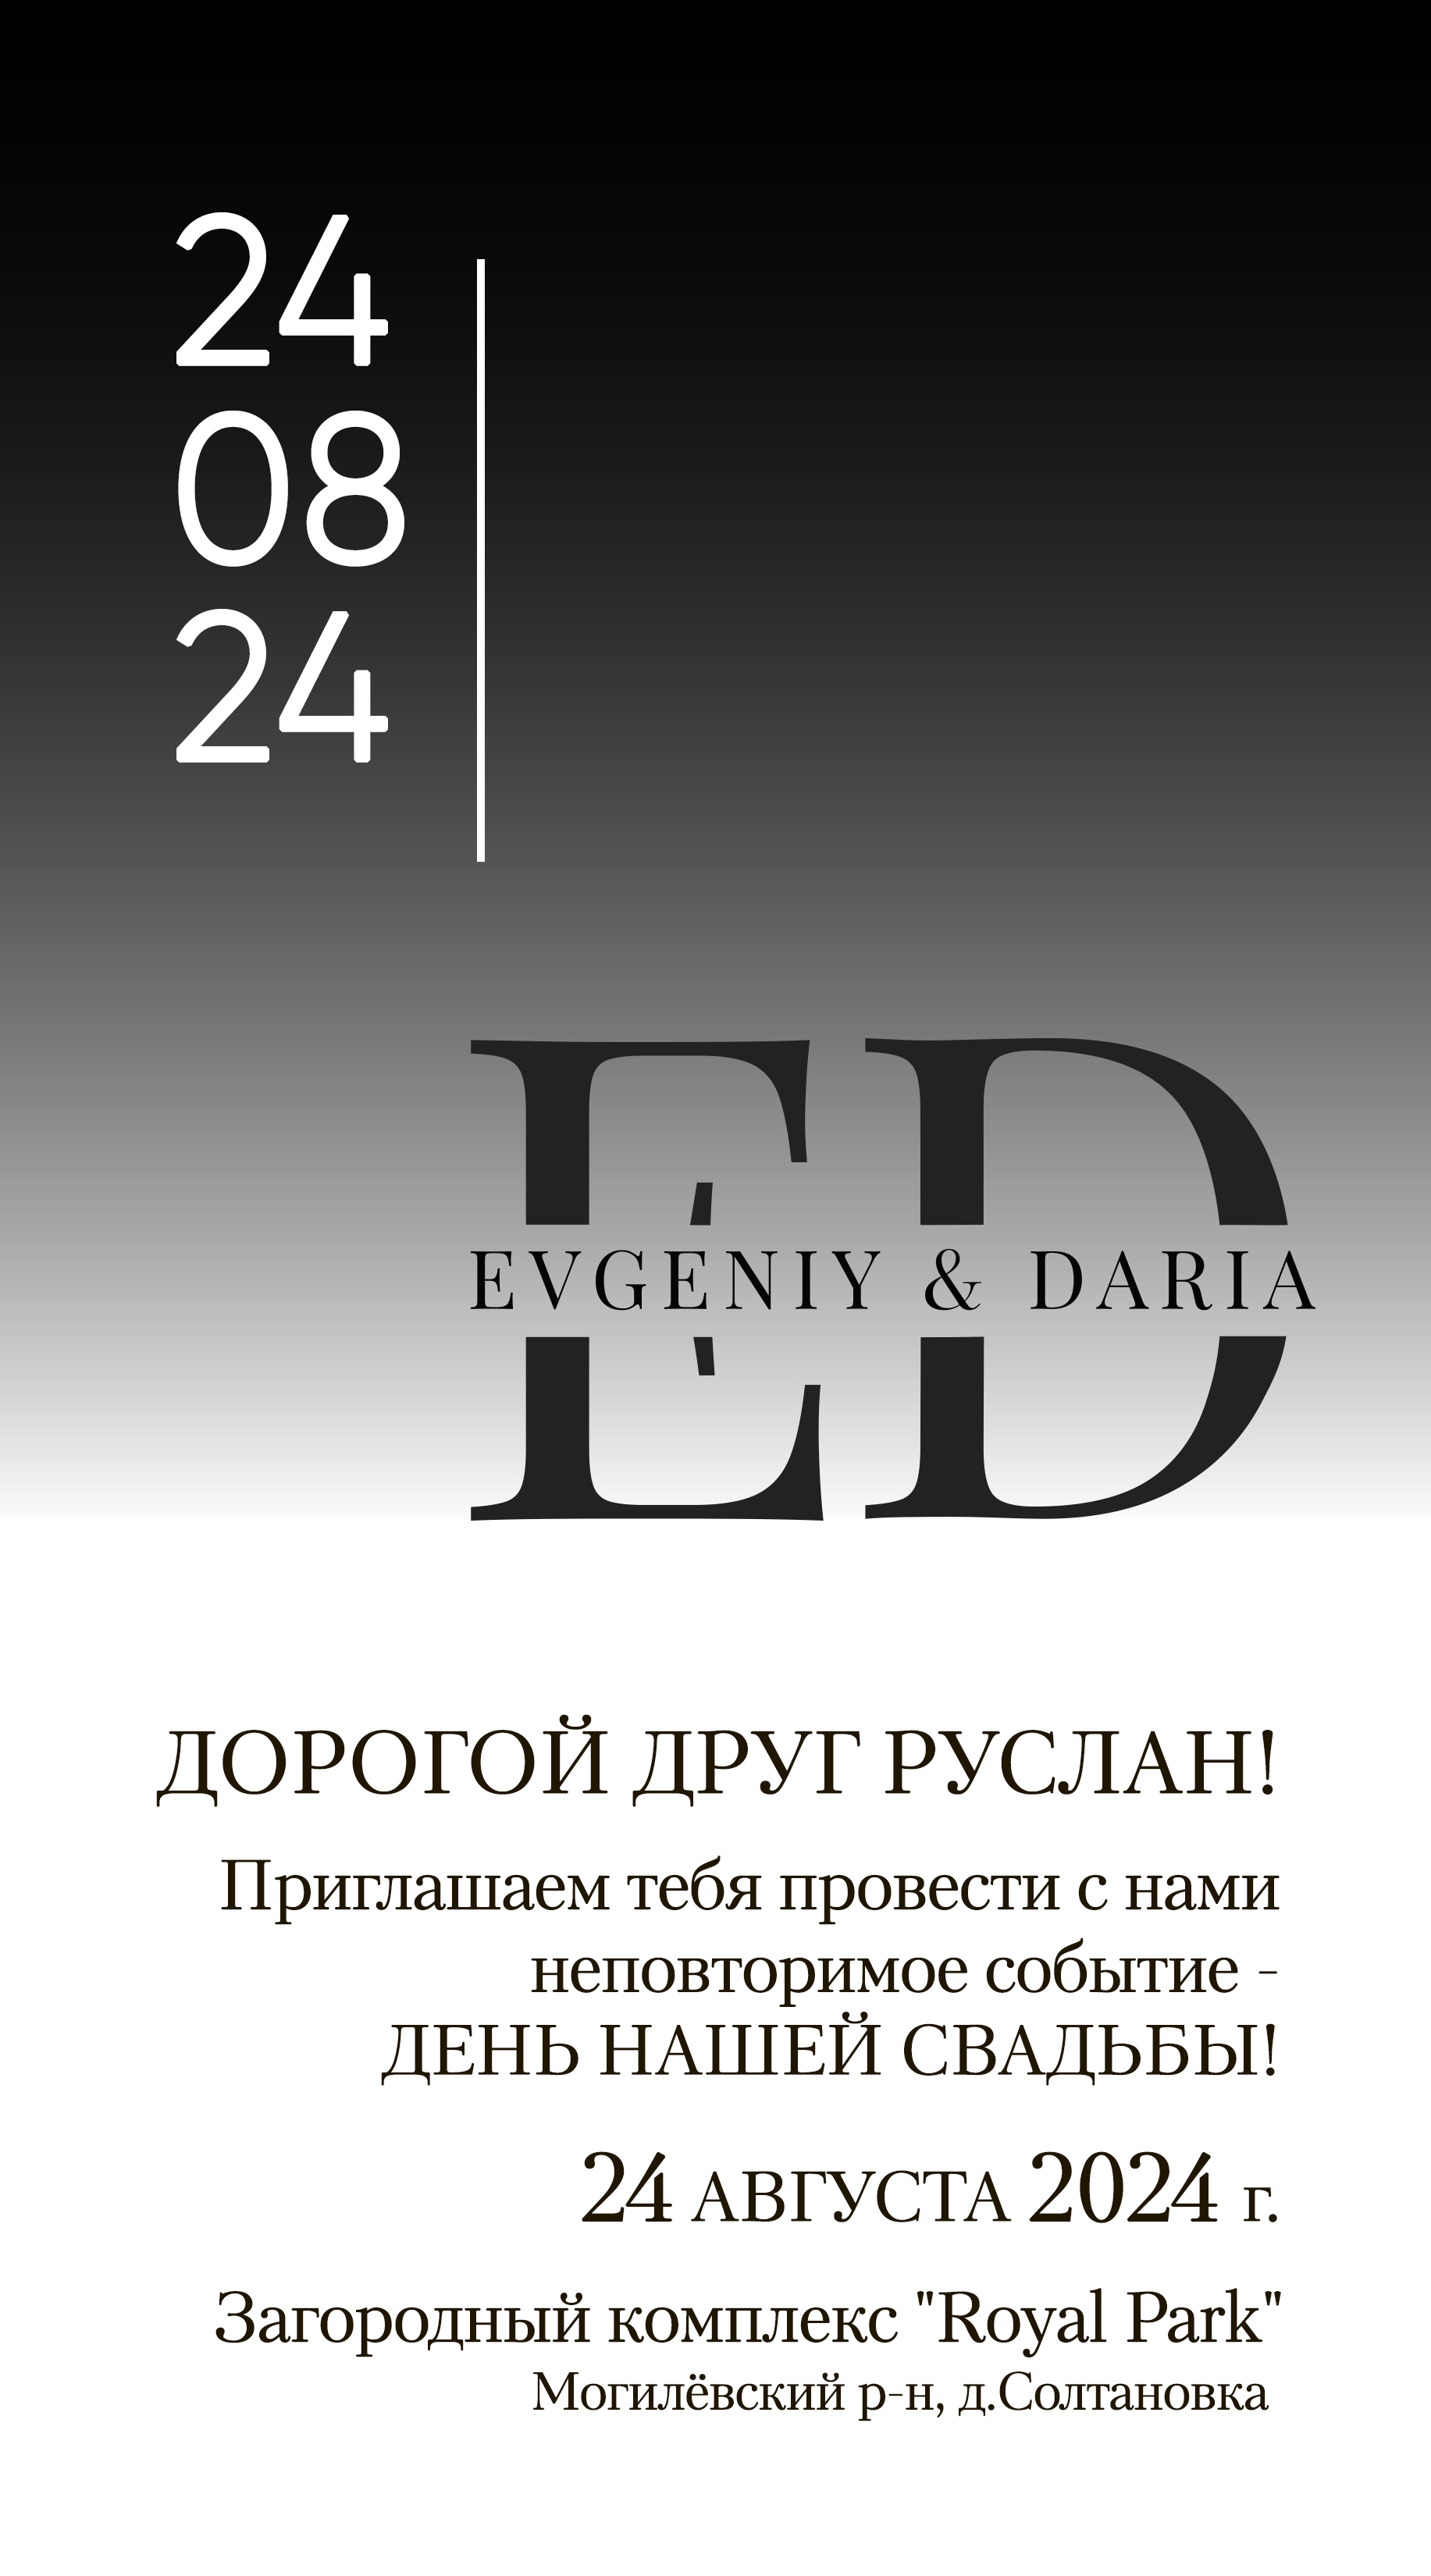 24
08
24
ED
EVGENIY & DARIA
ДОРОГОЙ ДРУГ РУСЛАН!
Приглашаем тебя провести с нами
неповторимое событие -
ДЕНЬ НАШЕЙ СВАДЬБЫ!
24 АВГУСТА 2024 г.
Загородный комплекс "Royal Park"
Могилёвский р-н, д.Солтановка